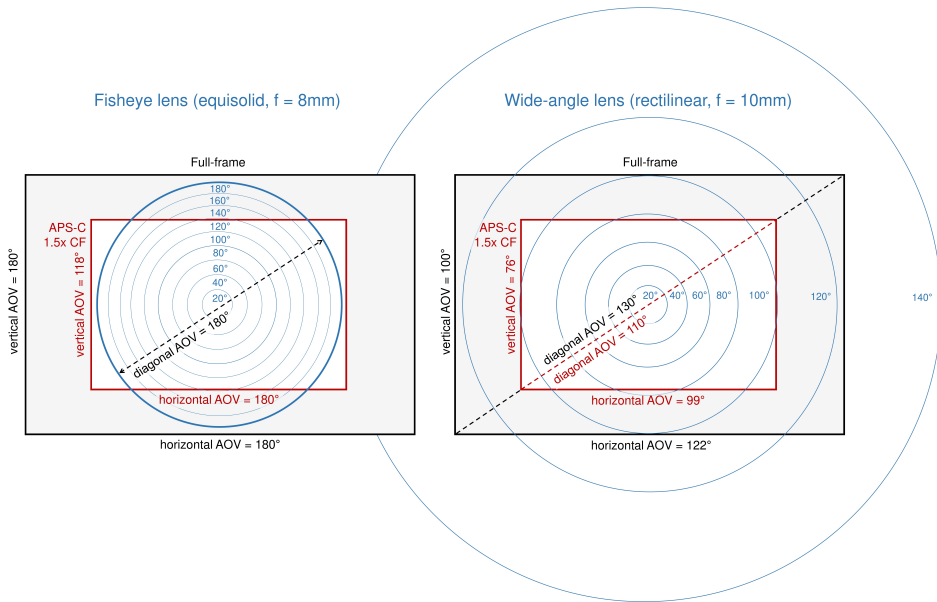 Fisheye lens (equisolid, f = 8mm)
Full-frame
APS-C
1.5x CF
vertical AOV = 180°
vertical AOV = 118°
180°
160°
140°
120°
100°
80°
60°
40°
20°
diagonal AOV = 180°
horizontal AOV = 180°
horizontal AOV = 180°
Wide-angle lens (rectilinear, f = 10mm)
Full-frame
APS-C
1.5x CF
vertical AOV = 100°
vertical AOV = 76°
20°
40°
60°
80°
100°
120°
140°
diagonal AOV = 130°
diagonal AOV = 110°
horizontal AOV = 99°
horizontal AOV = 122°